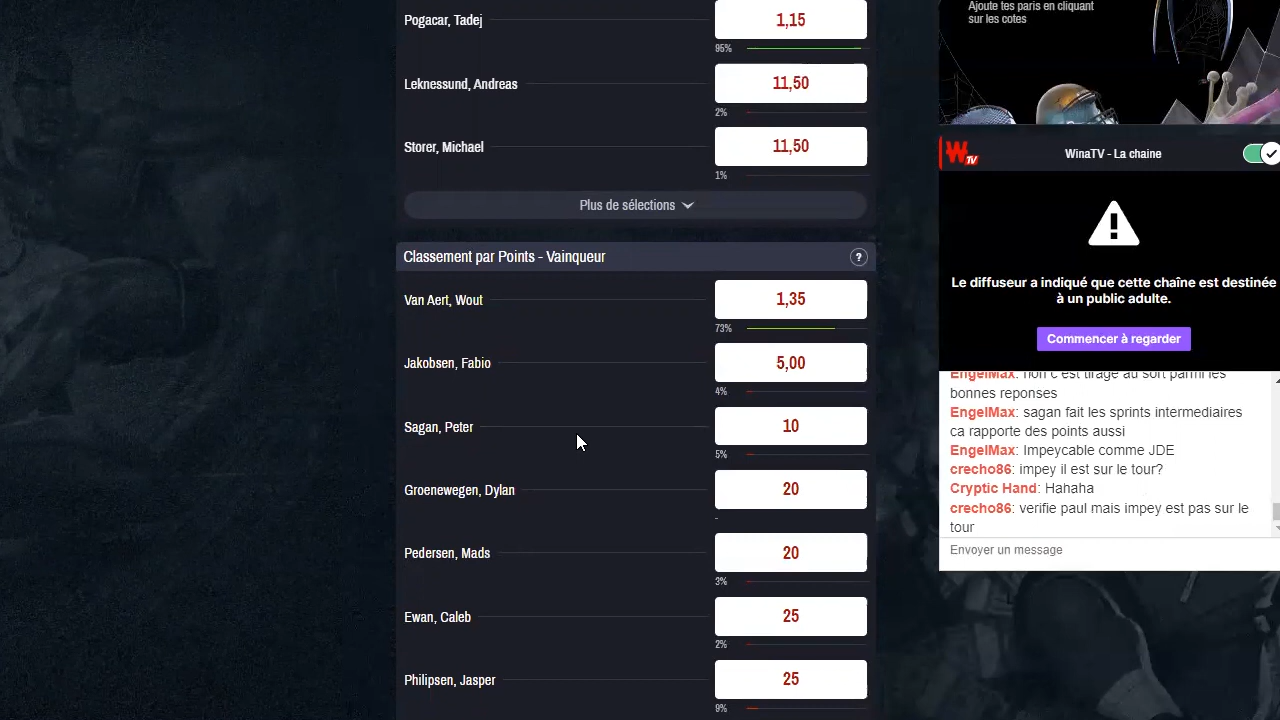 Pogacar, Tadej
1,15
95%
Leknessund, Andreas
11,50
2%
Storer, Michael
11,50
1%
Plus de sélections
Classement par Points - Vainqueur
?
Van Aert, Wout
1,35
73%
Jakobsen, Fabio
5,00
4%
Sagan, Peter
10
5%
Groenewegen, Dylan
20
-
Pedersen, Mads
20
3%
Ewan, Caleb
25
2%
Philipsen, Jasper
25
9%
Ajoute tes paris en cliquant
sur les cotes
W TV
WinaTV - La chaine
Le diffuseur a indiqué que cette chaîne est destinée
à un public adulte.
Commencer à regarder
EngelMax: non c'est tirage au sort parmi les
bonnes reponses
EngelMax: sagan fait les sprints intermediaires
ca rapporte des points aussi
EngelMax: Impeycable comme JDE
crecho86: impey il est sur le tour?
Cryptic Hand: Hahaha
crecho86: verifie paul mais impey est pas sur le
tour
Envoyer un message